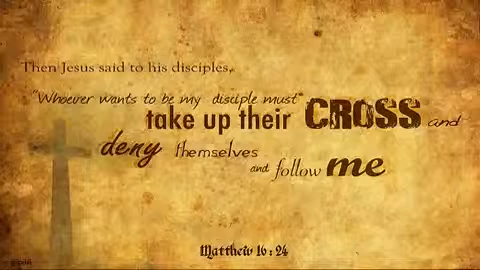 Then Jesus said to his disciples,
"Whoever wants to be my disciple must"
take up their CROSS and
deny themselves
and follow me
Matthew 16:24